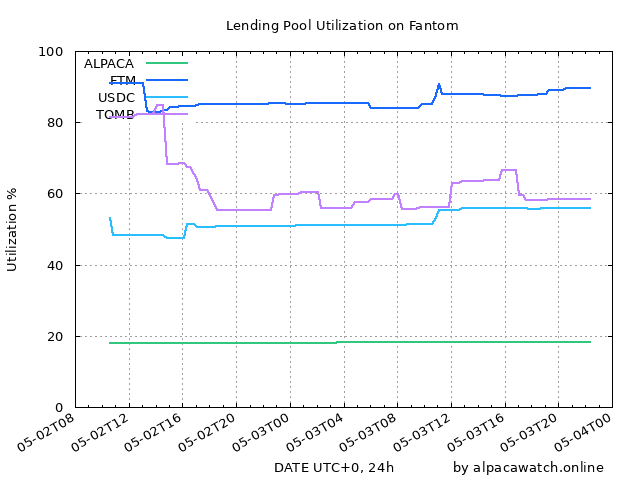 Lending Pool Utilization on Fantom
100
80
60
40
20
0
Utilization %
ALPACA
FTM
USDC
TOMB
05-02T08
05-02T12
05-02T16
05-02T20
05-03T00
05-03T04
05-03T08
05-03T12
05-03T16
05-03T20
05-04T00
DATE UTC+0, 24h
by alpacawatch.online